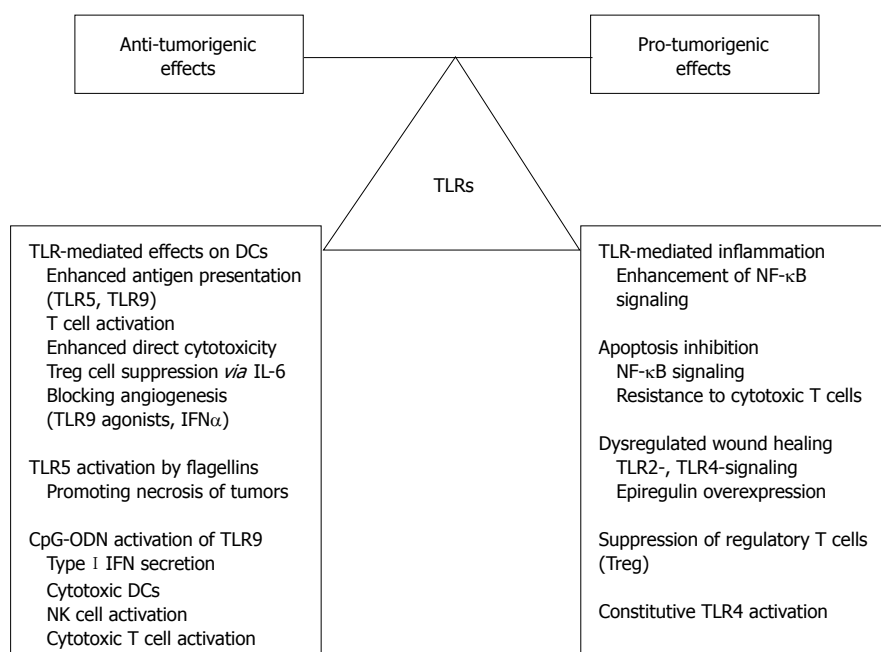 Anti-tumorigenic
effects
Pro-tumorigenic
effects
TLRs
TLR-mediated effects on DCs
Enhanced antigen presentation
(TLR5, TLR9)
T cell activation
Enhanced direct cytotoxicity
Treg cell suppression via IL-6
Blocking angiogenesis
(TLR9 agonists, IFNα)
TLR5 activation by flagellins
Promoting necrosis of tumors
CpG-ODN activation of TLR9
Type Ⅰ IFN secretion
Cytotoxic DCs
NK cell activation
Cytotoxic T cell activation
TLR-mediated inflammation
Enhancement of NF-κB
signaling
Apoptosis inhibition
NF-κB signaling
Resistance to cytotoxic T cells
Dysregulated wound healing
TLR2-, TLR4-signaling
Epiregulin overexpression
Suppression of regulatory T cells
(Treg)
Constitutive TLR4 activation